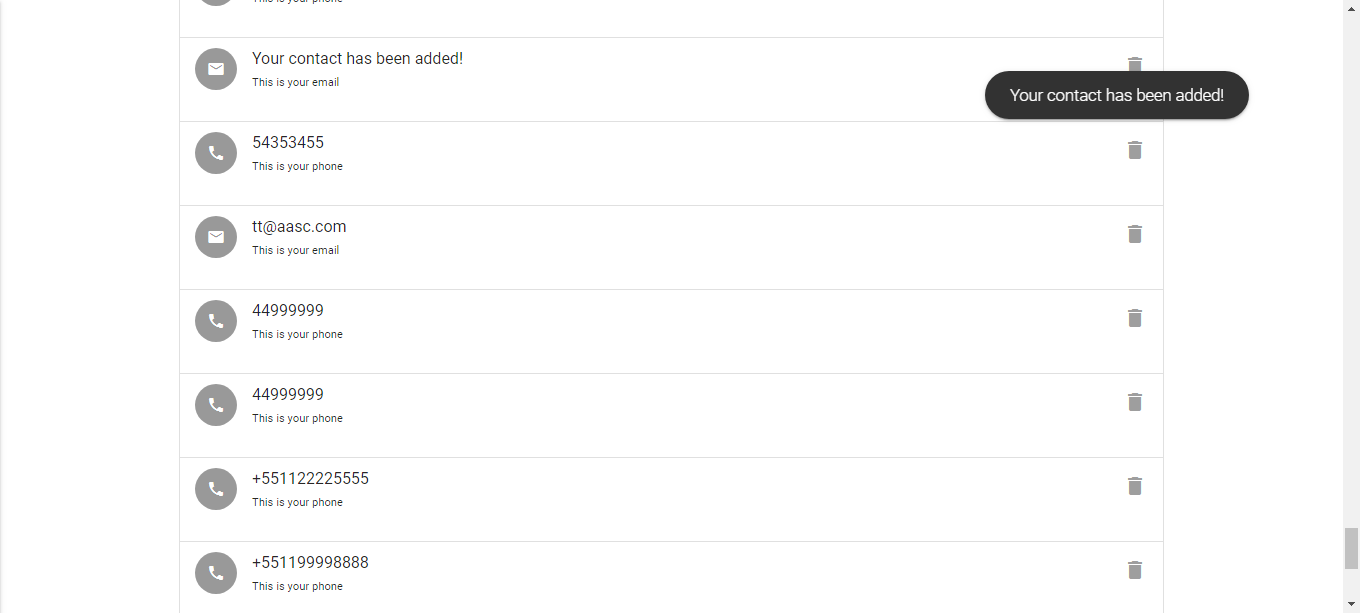 This is your phone
Your contact has been added!
This is your email
Your contact has been added!
54353455
This is your phone
tt@aasc.com
This is your email
44999999
This is your phone
44999999
This is your phone
+551122225555
This is your phone
+551199998888
This is your phone